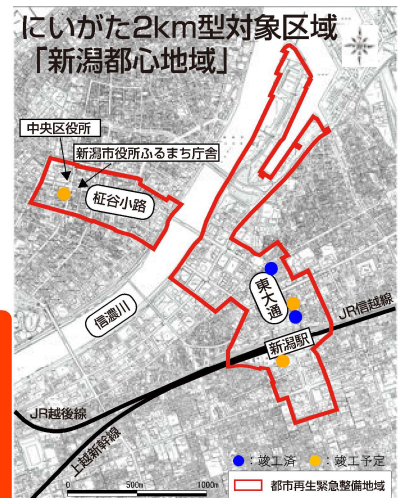 にいがた2km型対象区域
「新潟都心地域」
中央区役所
新潟市役所ふるまち庁舎
柾谷小路
東大通
信濃川
JR信越線
新潟駅
JR越後線
上越新幹線
●：竣工済 ●：竣工予定
0 500m 1000m
都市再生緊急整備地域